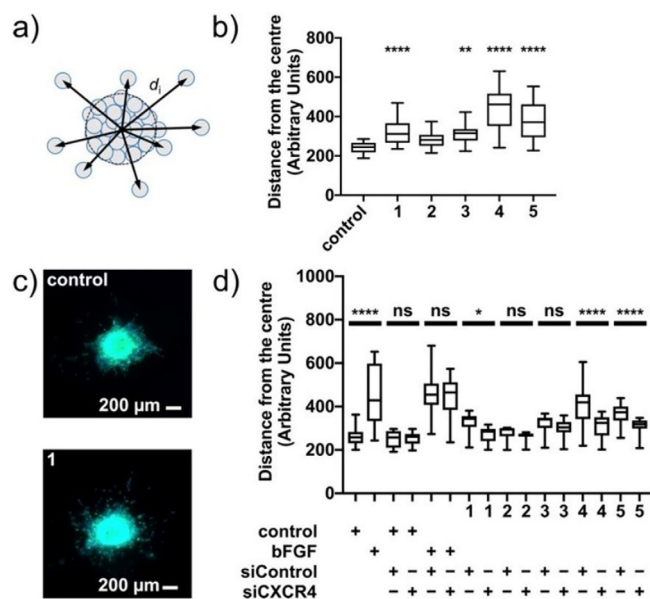 a)
dᵢ
b)
Distance from the centre
(Arbitrary Units)
800
600
400
200
0
**** ** **** ****
control 1 2 3 4 5
c)
control
200 µm
1
200 µm
d)
Distance from the centre
(Arbitrary Units)
1000
800
600
400
200
0
**** ns ns * ns ns **** ****
1 1 2 2 3 3 4 4 5 5
control + + +
bFGF + + +
siControl + − + − + − + − + − + − + −
siCXCR4 − + − + − + − + − + − + − +